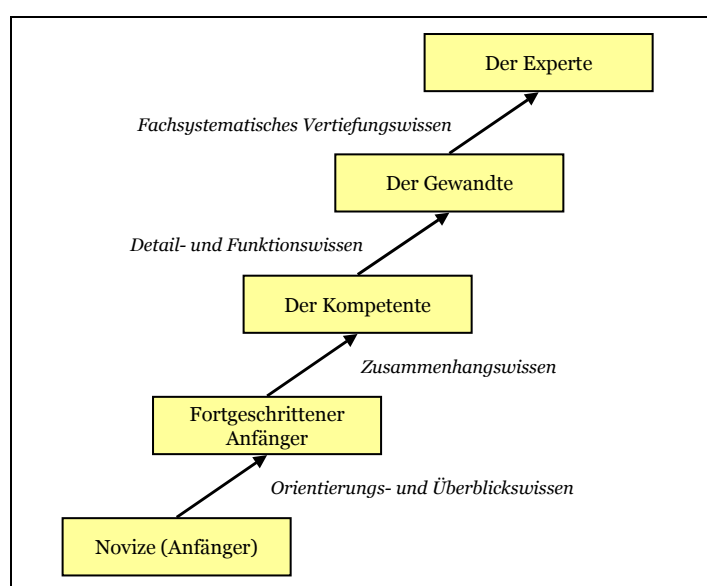 Der Experte
Fachsystematisches Vertiefungswissen
Der Gewandte
Detail- und Funktionswissen
Der Kompetente
Zusammenhangswissen
Fortgeschrittener
Anfänger
Orientierungs- und Überblickswissen
Novize (Anfänger)